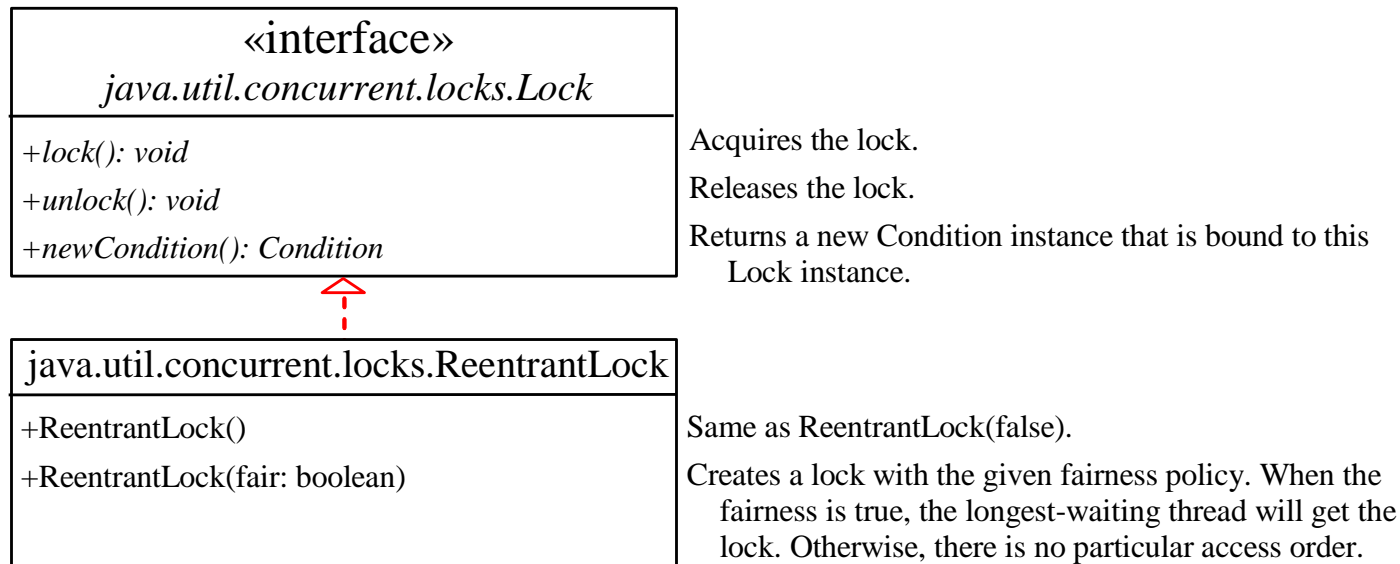 «interface»
java.util.concurrent.locks.Lock
+lock(): void
Acquires the lock.
+unlock(): void
Releases the lock.
+newCondition(): Condition
Returns a new Condition instance that is bound to this
Lock instance.
java.util.concurrent.locks.ReentrantLock
+ReentrantLock()
Same as ReentrantLock(false).
+ReentrantLock(fair: boolean)
Creates a lock with the given fairness policy. When the
fairness is true, the longest-waiting thread will get the
lock. Otherwise, there is no particular access order.